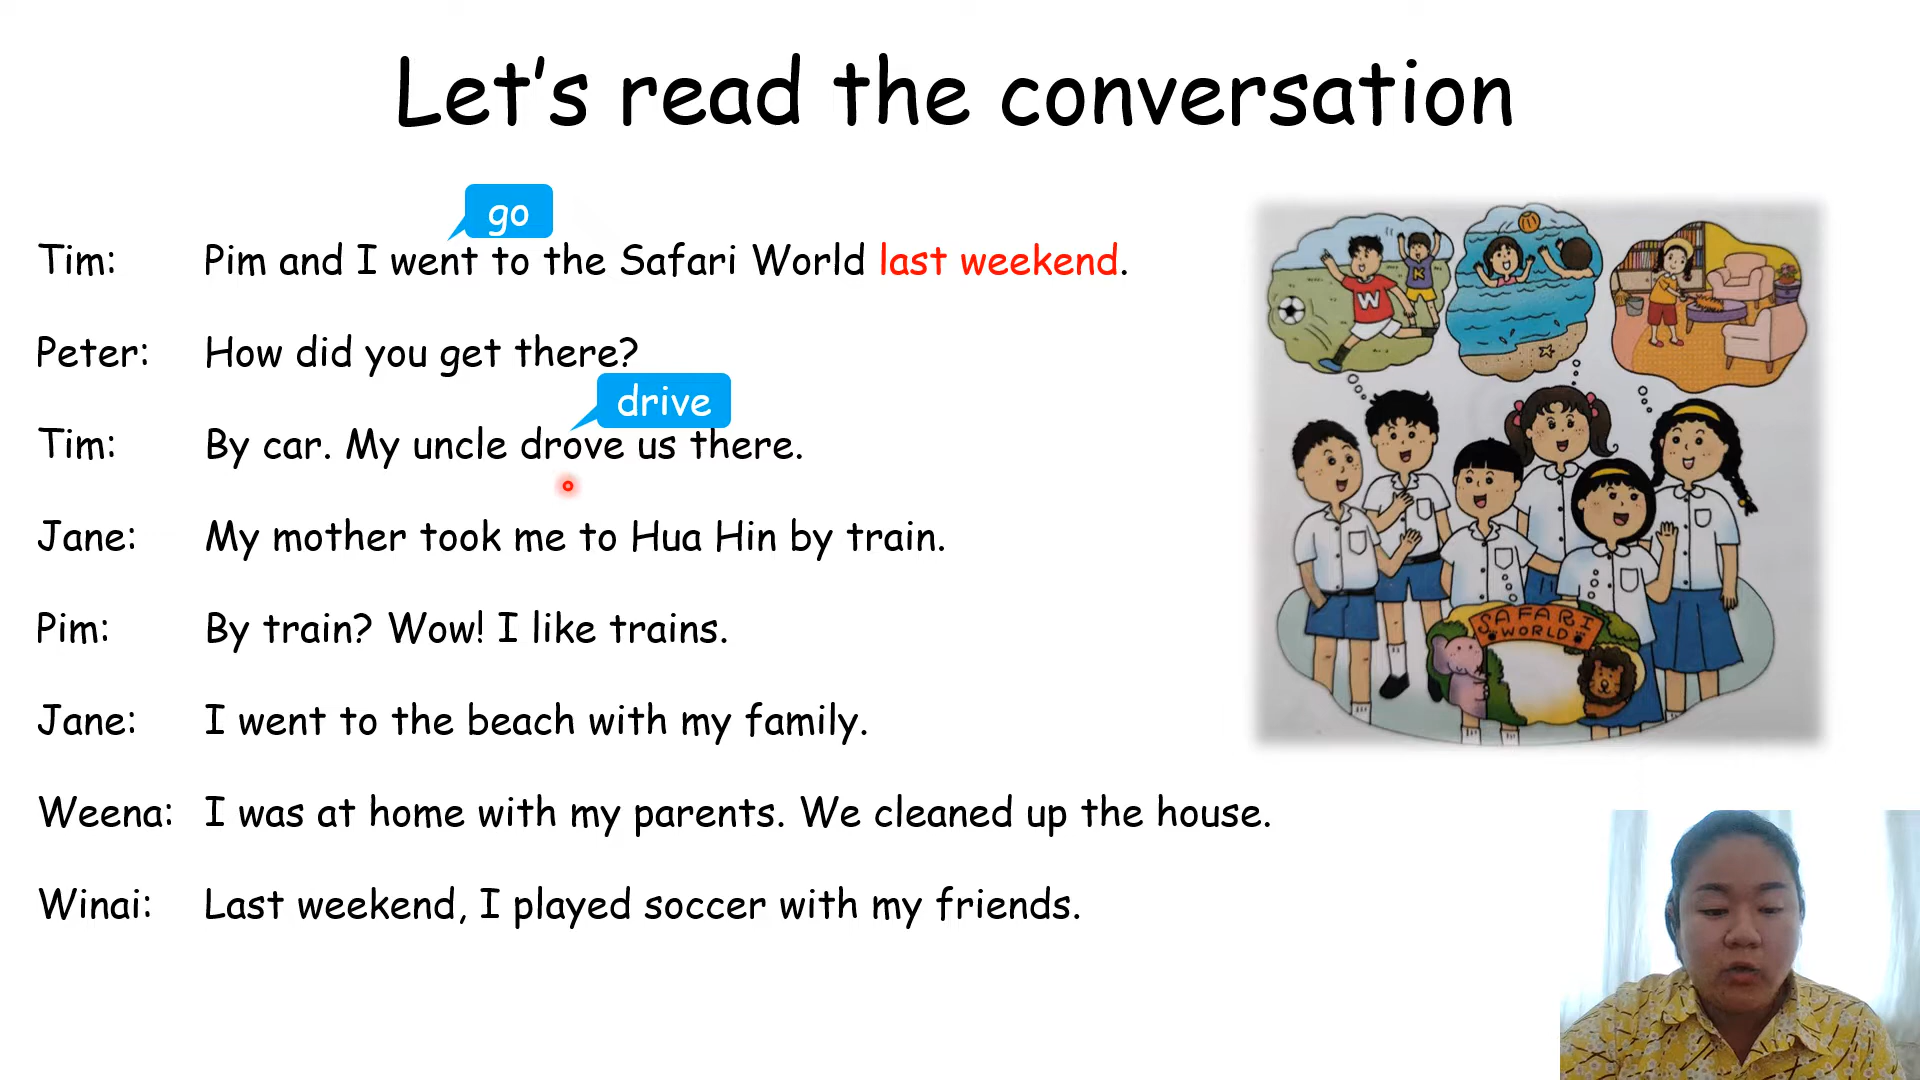 Let's read the conversation
go
Tim: Pim and I went to the Safari World last weekend.
Peter: How did you get there?
drive
Tim: By car. My uncle drove us there.
Jane: My mother took me to Hua Hin by train.
Pim: By train? Wow! I like trains.
Jane: I went to the beach with my family.
Weena: I was at home with my parents. We cleaned up the house.
Winai: Last weekend, I played soccer with my friends.
W
K
SAFARI
WORLD